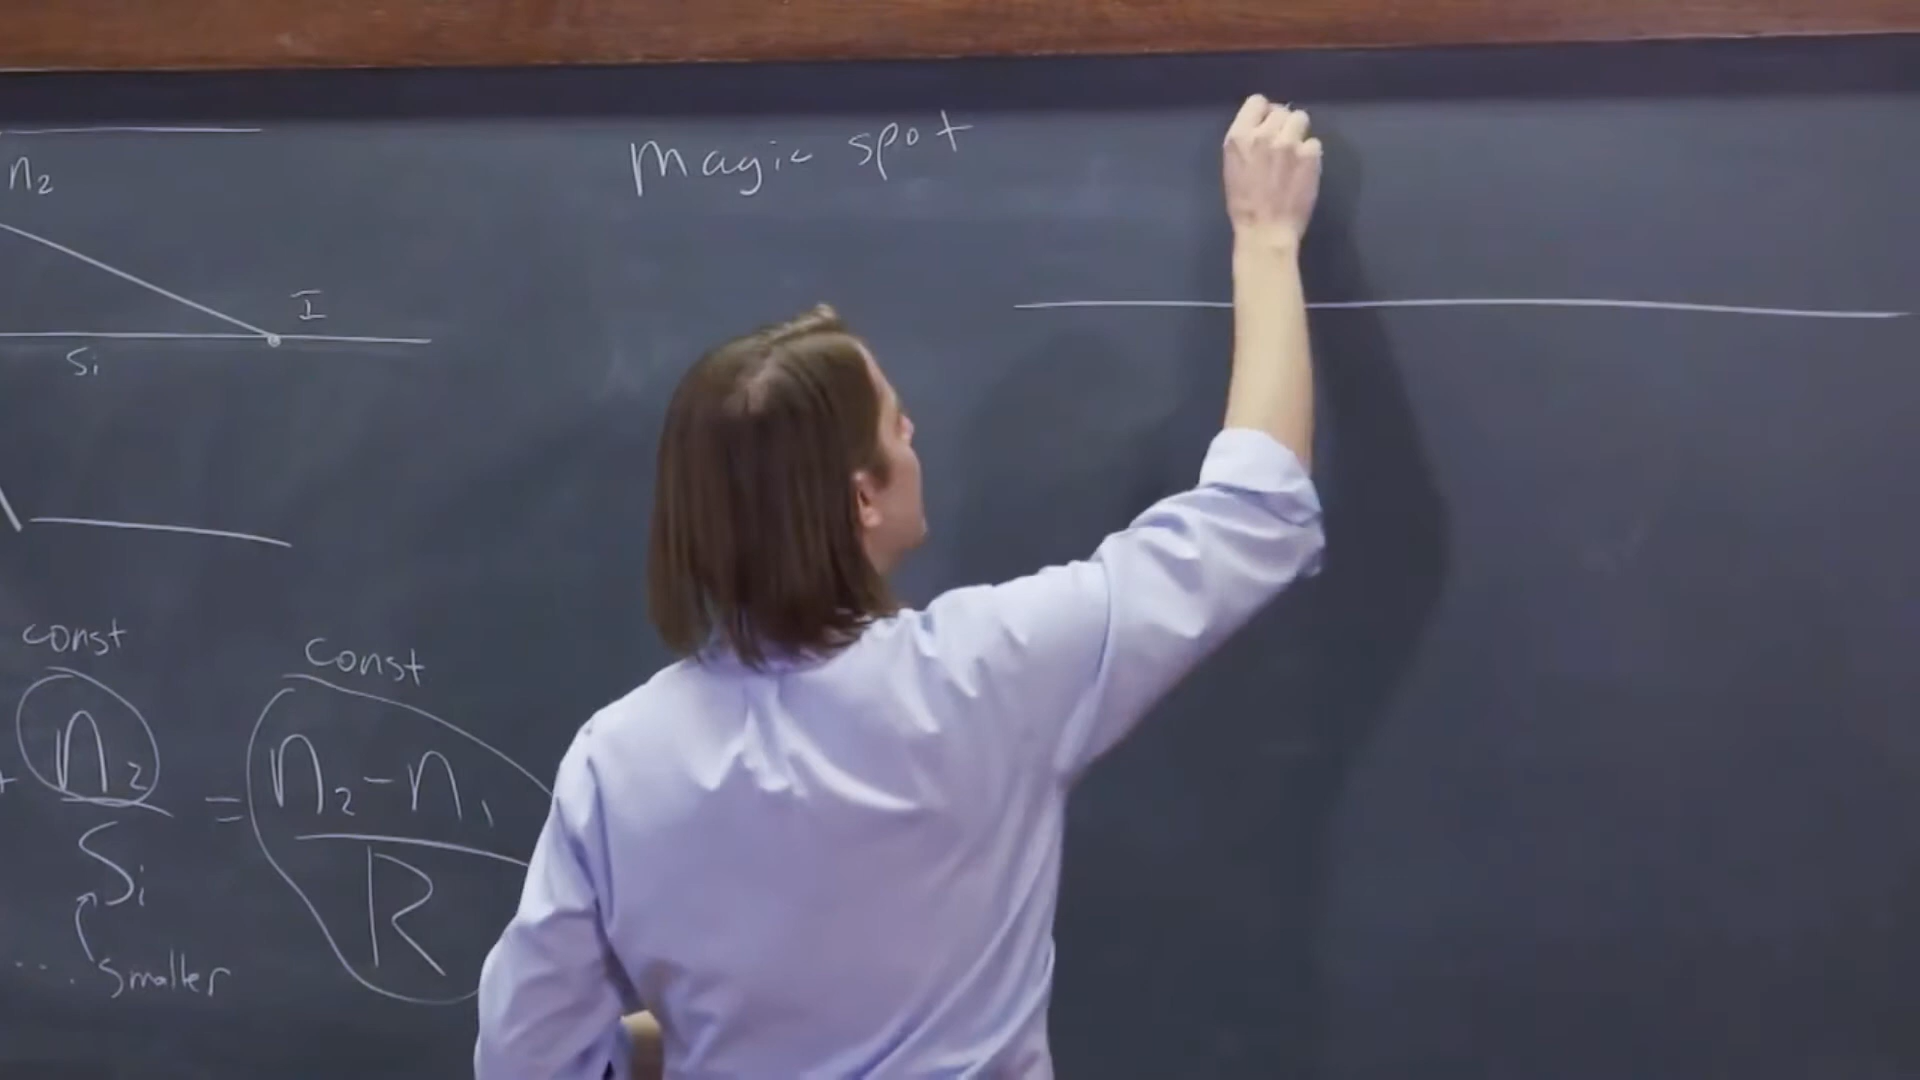 n₂
I
Si
const
n₂
Si
smaller
=
const
n₂-n₁
R
Magic spot